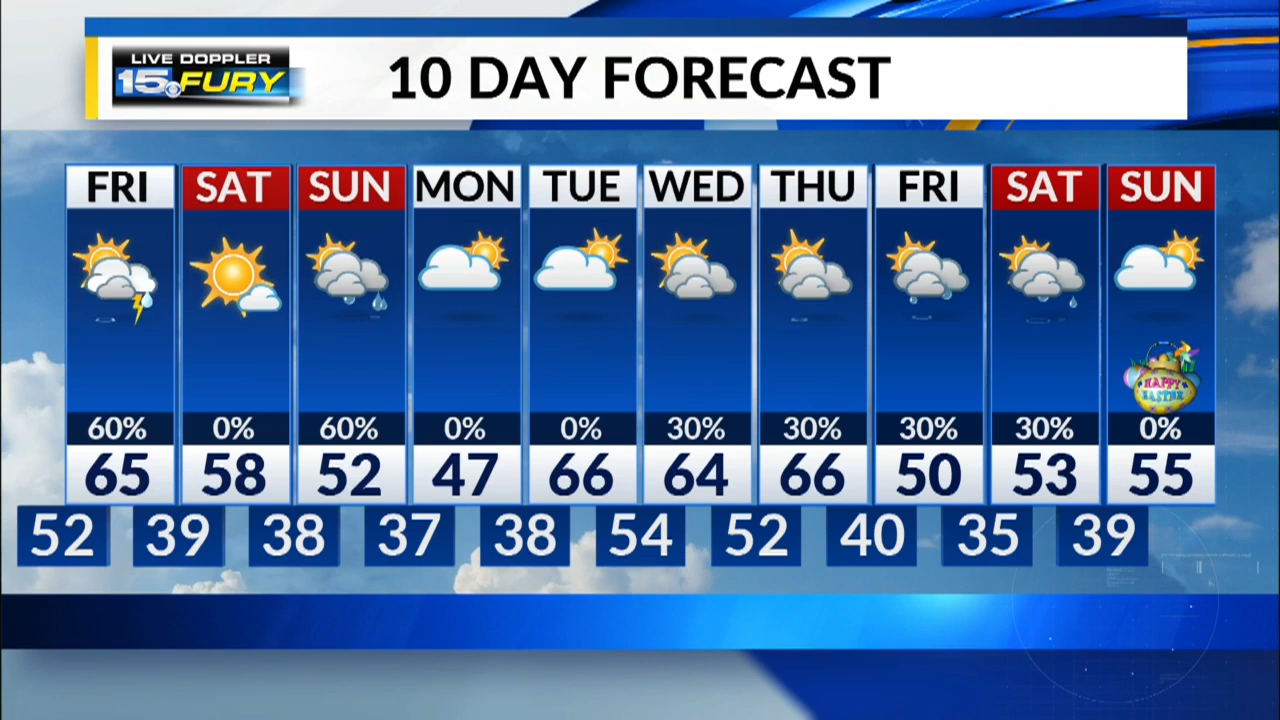 LIVE DOPPLER
15 FURY
10 DAY FORECAST
FRI SAT SUN MON TUE WED THU FRI SAT SUN
HAPPY
EASTER
60% 0% 60% 0% 0% 30% 30% 30% 30% 0%
65 58 52 47 66 64 66 50 53 55
52 39 38 37 38 54 52 40 35 39